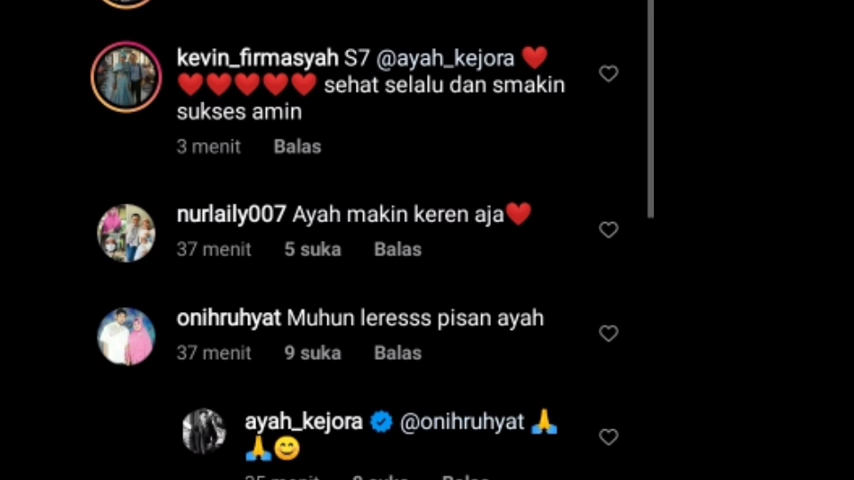 kevin_firmasyah S7 @ayah_kejora ❤️
❤️❤️❤️❤️❤️ sehat selalu dan smakin
sukses amin
3 menit Balas
nurlaily007 Ayah makin keren aja❤️
37 menit 5 suka Balas
onihruhyat Muhun leresss pisan ayah
37 menit 9 suka Balas
ayah_kejora @onihruhyat 🙏
🙏😊